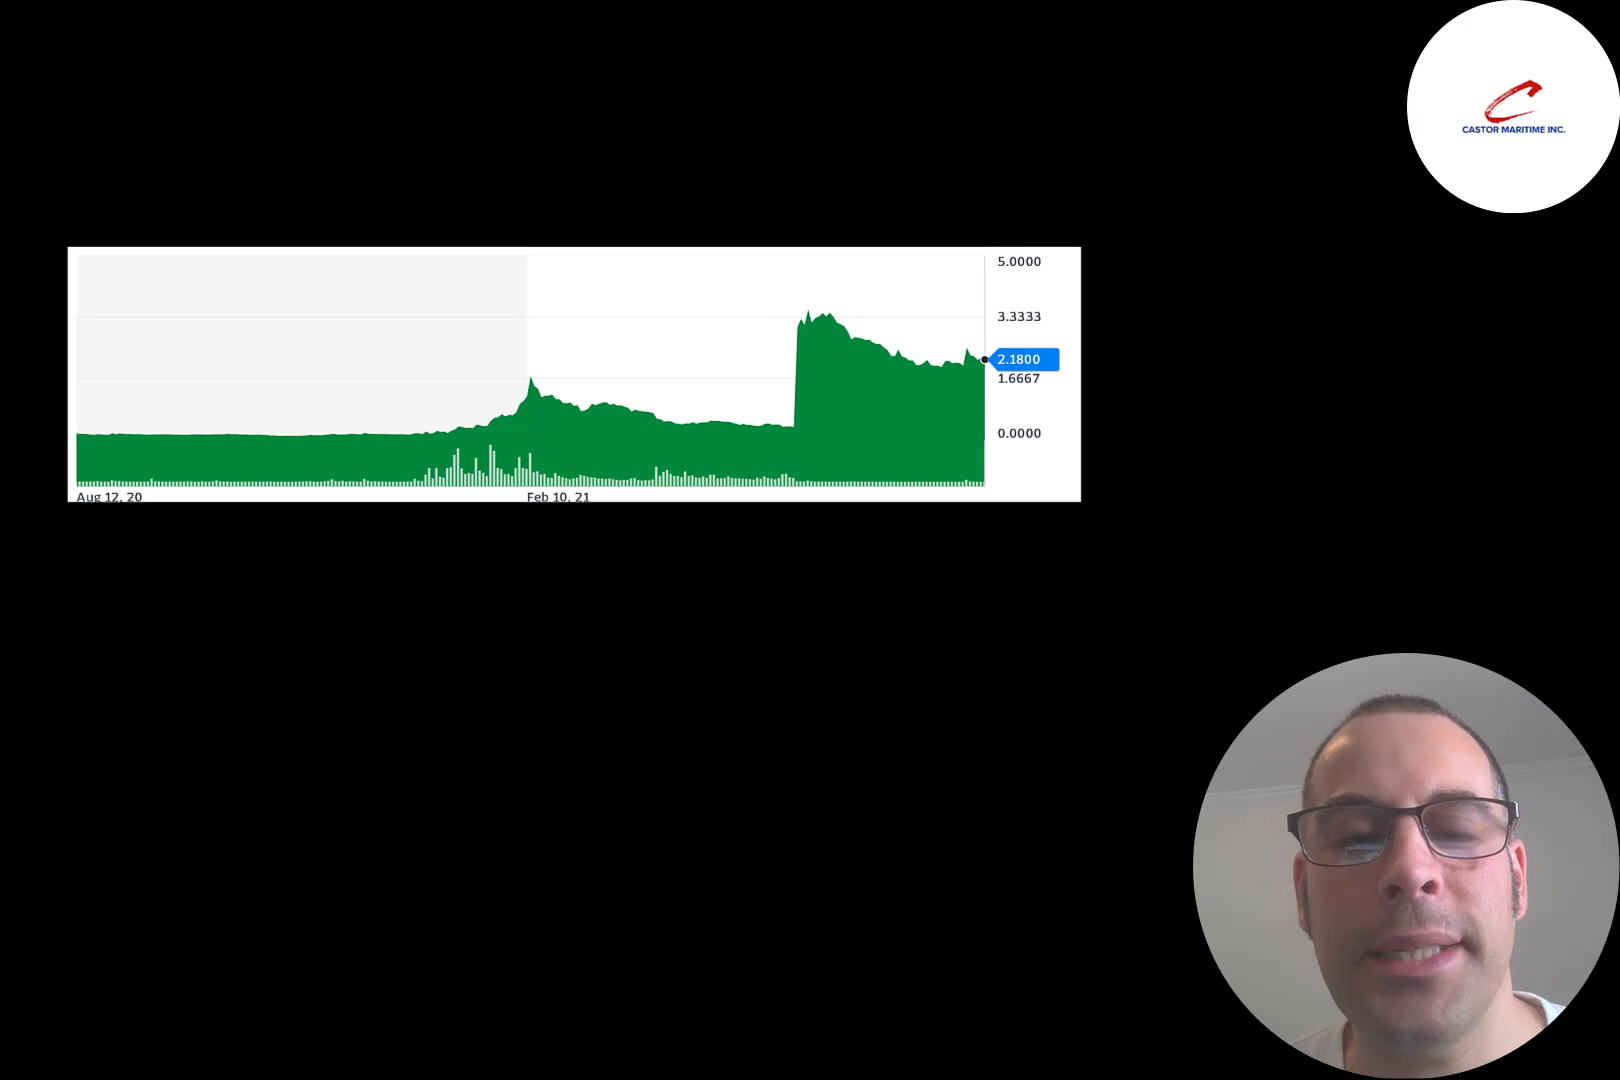 CASTOR MARITIME INC.
5.0000
3.3333
2.1800
1.6667
0.0000
Aug 12, 20
Feb 10, 21